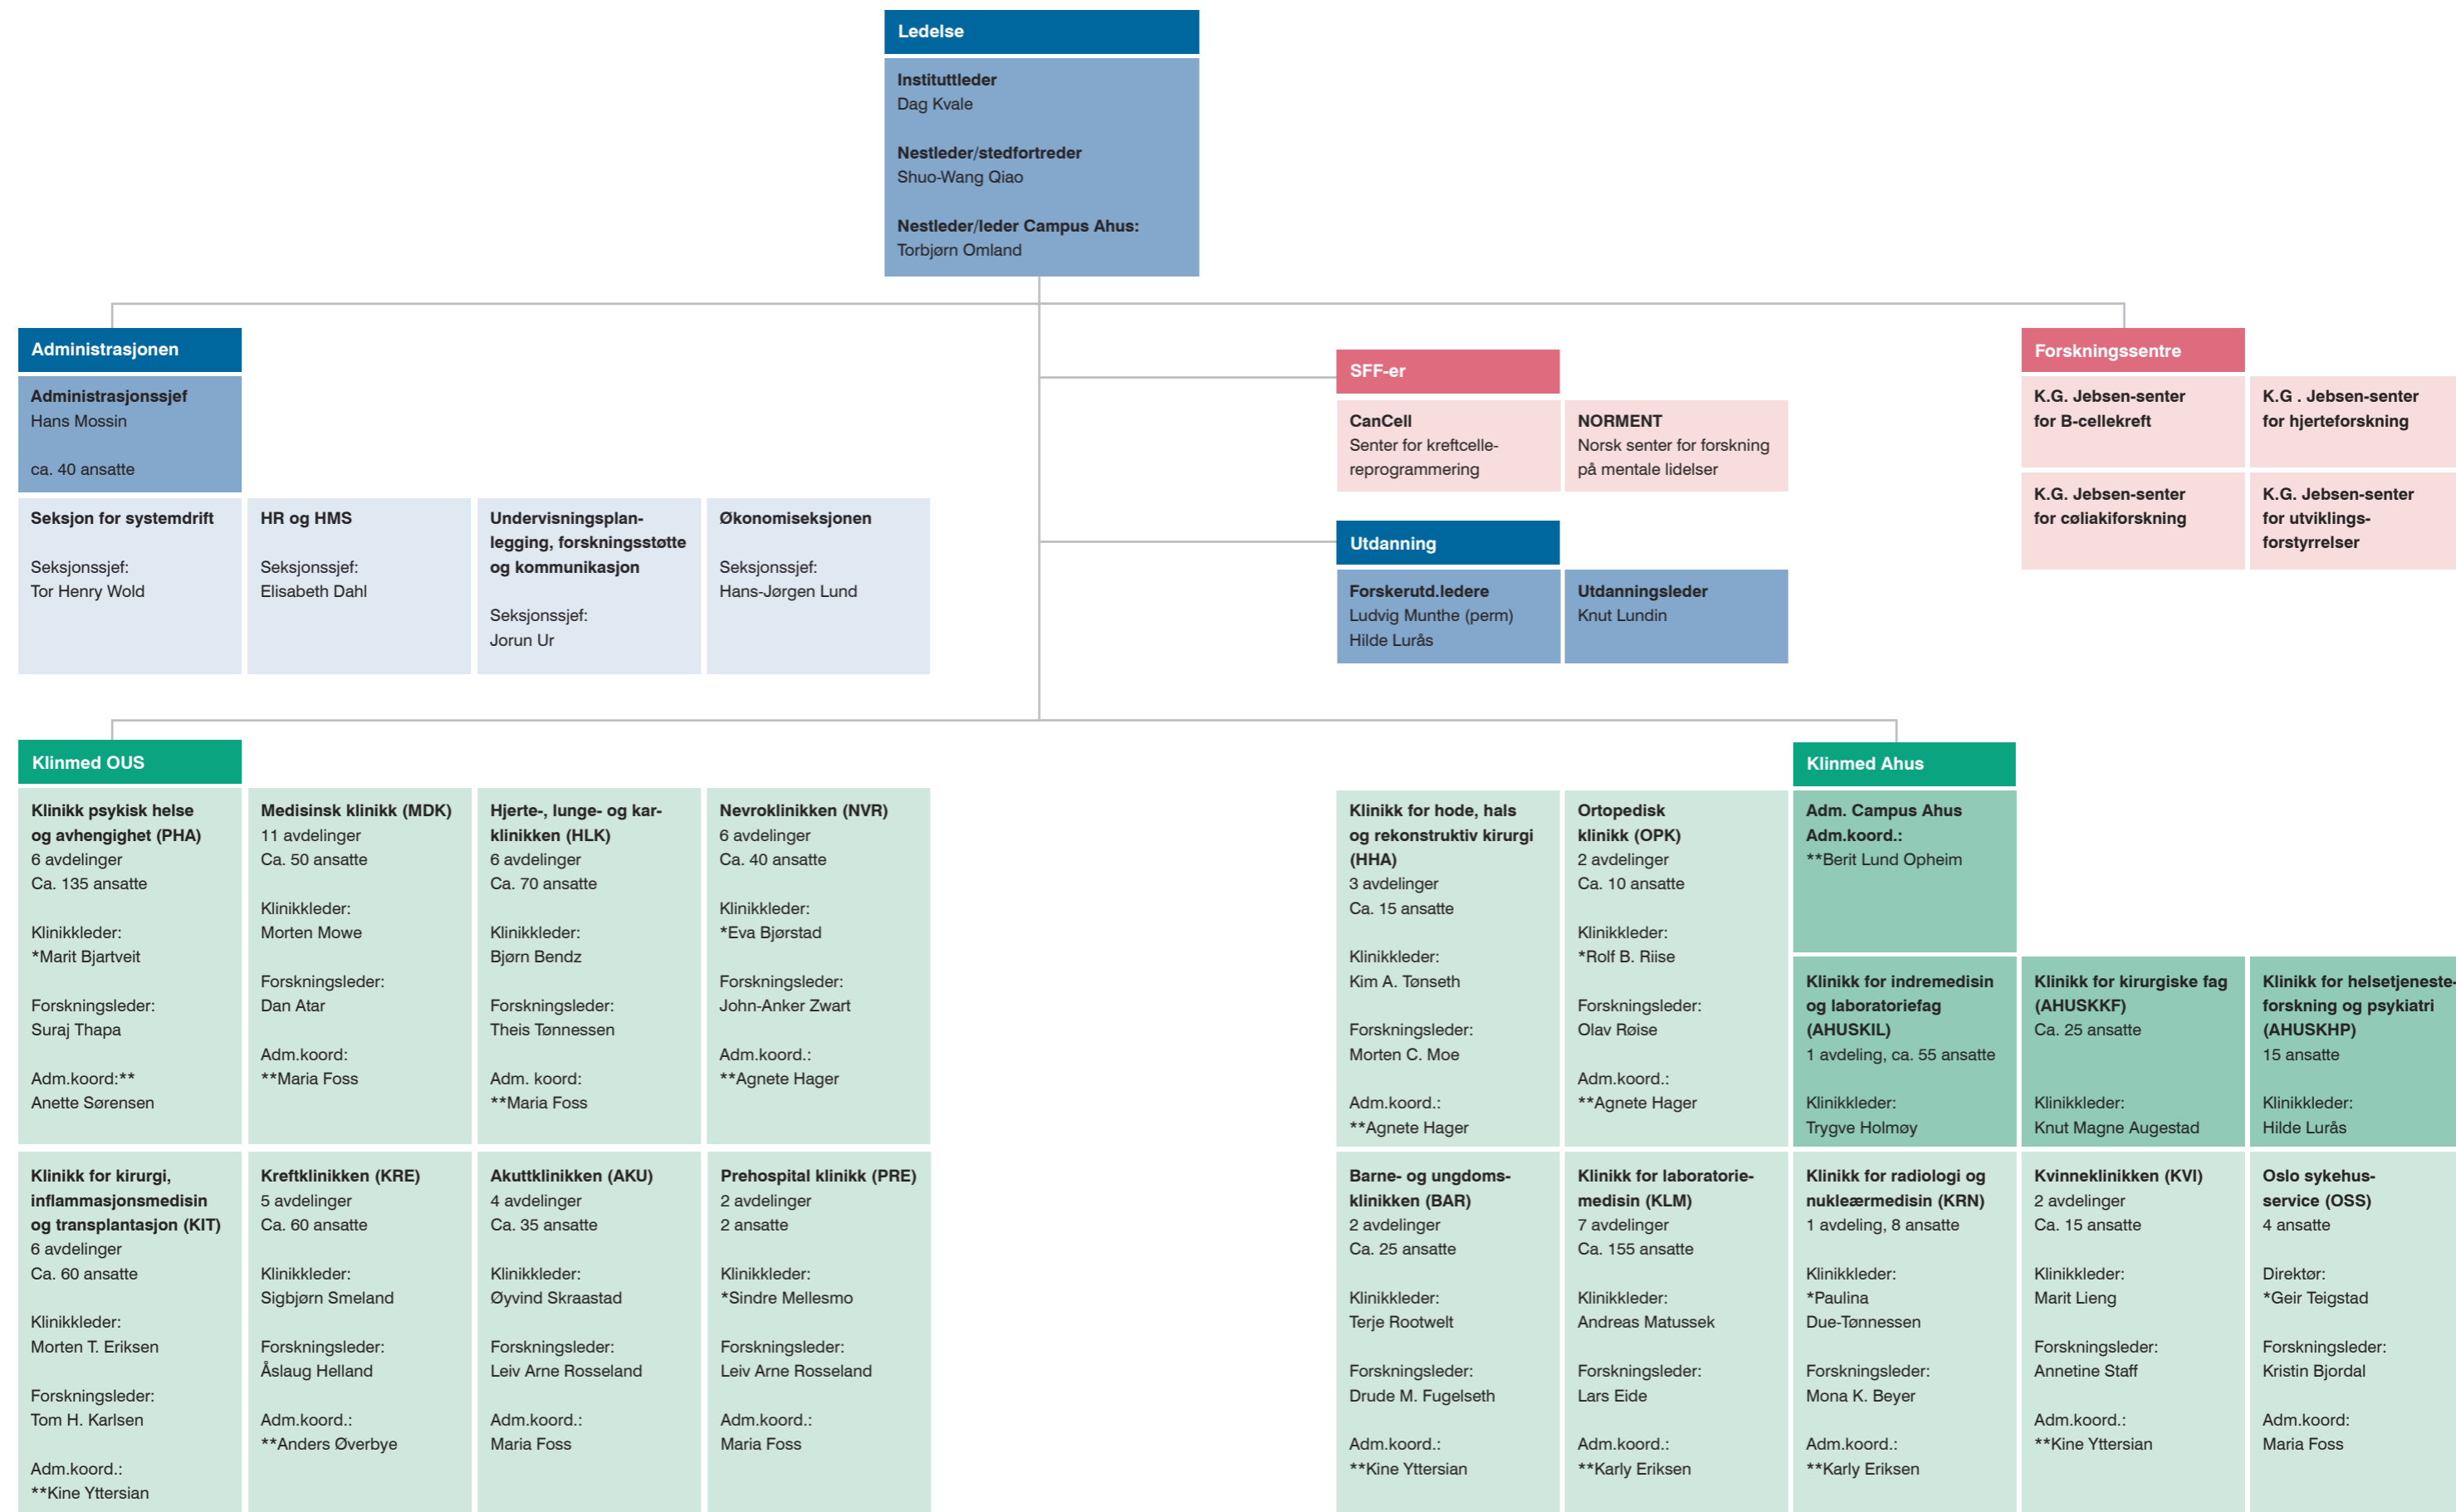 Ledelse
Instituttleder
Dag Kvale
Nestleder/stedfortreder
Shuo-Wang Qiao
Nestleder/leder Campus Ahus:
Torbjørn Omland
Administrasjonen
Administrasjonssjef
Hans Mossin
ca. 40 ansatte
Seksjon for systemdrift
Seksjonssjef:
Tor Henry Wold
HR og HMS
Seksjonssjef:
Elisabeth Dahl
Undervisningsplan-
legging, forskningsstøtte
og kommunikasjon
Seksjonssjef:
Jorun Ur
Økonomiseksjonen
Seksjonssjef:
Hans-Jørgen Lund
SFF-er
CanCell
Senter for kreftcelle-
reprogrammering
NORMENT
Norsk senter for forskning
på mentale lidelser
Utdanning
Forskerutd.ledere
Ludvig Munthe (perm)
Hilde Lurås
Utdanningsleder
Knut Lundin
Forskningssentre
K.G. Jebsen-senter
for B-cellekreft
K.G . Jebsen-senter
for hjerteforskning
K.G. Jebsen-senter
for cøliakiforskning
K.G. Jebsen-senter
for utviklings-
forstyrrelser
Klinmed OUS
Klinikk psykisk helse
og avhengighet (PHA)
6 avdelinger
Ca. 135 ansatte
Klinikkleder:
*Marit Bjartveit
Forskningsleder:
Suraj Thapa
Adm.koord:**
Anette Sørensen
Medisinsk klinikk (MDK)
11 avdelinger
Ca. 50 ansatte
Klinikkleder:
Morten Mowe
Forskningsleder:
Dan Atar
Adm.koord:
**Maria Foss
Hjerte-, lunge- og kar-
klinikken (HLK)
6 avdelinger
Ca. 70 ansatte
Klinikkleder:
Bjørn Bendz
Forskningsleder:
Theis Tønnessen
Adm. koord:
**Maria Foss
Nevroklinikken (NVR)
6 avdelinger
Ca. 40 ansatte
Klinikkleder:
*Eva Bjørstad
Forskningsleder:
John-Anker Zwart
Adm.koord.:
**Agnete Hager
Klinikk for hode, hals
og rekonstruktiv kirurgi
(HHA)
3 avdelinger
Ca. 15 ansatte
Klinikkleder:
Kim A. Tønseth
Forskningsleder:
Morten C. Moe
Adm.koord.:
**Agnete Hager
Ortopedisk
klinikk (OPK)
2 avdelinger
Ca. 10 ansatte
Klinikkleder:
*Rolf B. Riise
Forskningsleder:
Olav Røise
Adm.koord.:
**Agnete Hager
Klinmed Ahus
Adm. Campus Ahus
Adm.koord.:
**Berit Lund Opheim
Klinikk for indremedisin
og laboratoriefag
(AHUSKIL)
1 avdeling, ca. 55 ansatte
Klinikkleder:
Trygve Holmøy
Klinikk for kirurgiske fag
(AHUSKKF)
Ca. 25 ansatte
Klinikkleder:
Knut Magne Augestad
Klinikk for helsetjeneste-
forskning og psykiatri
(AHUSKHP)
15 ansatte
Klinikkleder:
Hilde Lurås
Klinikk for kirurgi,
inflammasjonsmedisin
og transplantasjon (KIT)
6 avdelinger
Ca. 60 ansatte
Klinikkleder:
Morten T. Eriksen
Forskningsleder:
Tom H. Karlsen
Adm.koord.:
**Kine Yttersian
Kreftklinikken (KRE)
5 avdelinger
Ca. 60 ansatte
Klinikkleder:
Sigbjørn Smeland
Forskningsleder:
Åslaug Helland
Adm.koord.:
**Anders Øverbye
Akuttklinikken (AKU)
4 avdelinger
Ca. 35 ansatte
Klinikkleder:
Øyvind Skraastad
Forskningsleder:
Leiv Arne Rosseland
Adm.koord.:
Maria Foss
Prehospital klinikk (PRE)
2 avdelinger
2 ansatte
Klinikkleder:
*Sindre Mellesmo
Forskningsleder:
Leiv Arne Rosseland
Adm.koord.:
Maria Foss
Barne- og ungdoms-
klinikken (BAR)
2 avdelinger
Ca. 25 ansatte
Klinikkleder:
Terje Rootwelt
Forskningsleder:
Drude M. Fugelseth
Adm.koord.:
**Kine Yttersian
Klinikk for laboratorie-
medisin (KLM)
7 avdelinger
Ca. 155 ansatte
Klinikkleder:
Andreas Matussek
Forskningsleder:
Lars Eide
Adm.koord.:
**Karly Eriksen
Klinikk for radiologi og
nukleærmedisin (KRN)
1 avdeling, 8 ansatte
Klinikkleder:
*Paulina
Due-Tønnessen
Forskningsleder:
Mona K. Beyer
Adm.koord.:
**Karly Eriksen
Kvinneklinikken (KVI)
2 avdelinger
Ca. 15 ansatte
Klinikkleder:
Marit Lieng
Forskningsleder:
Annetine Staff
Adm.koord.:
**Kine Yttersian
Oslo sykehus-
service (OSS)
4 ansatte
Direktør:
*Geir Teigstad
Forskningsleder:
Kristin Bjordal
Adm.koord:
Maria Foss